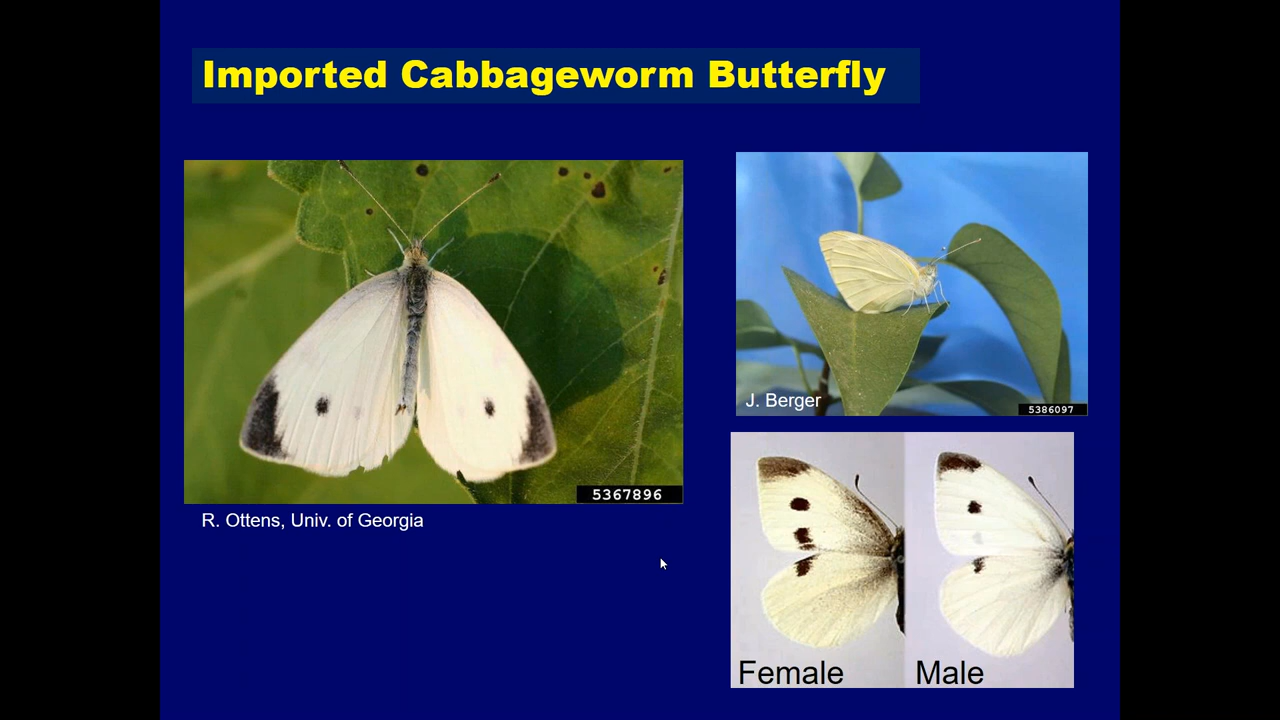 Imported Cabbageworm Butterfly
5367896
R. Ottens, Univ. of Georgia
J. Berger
5386097
Female
Male